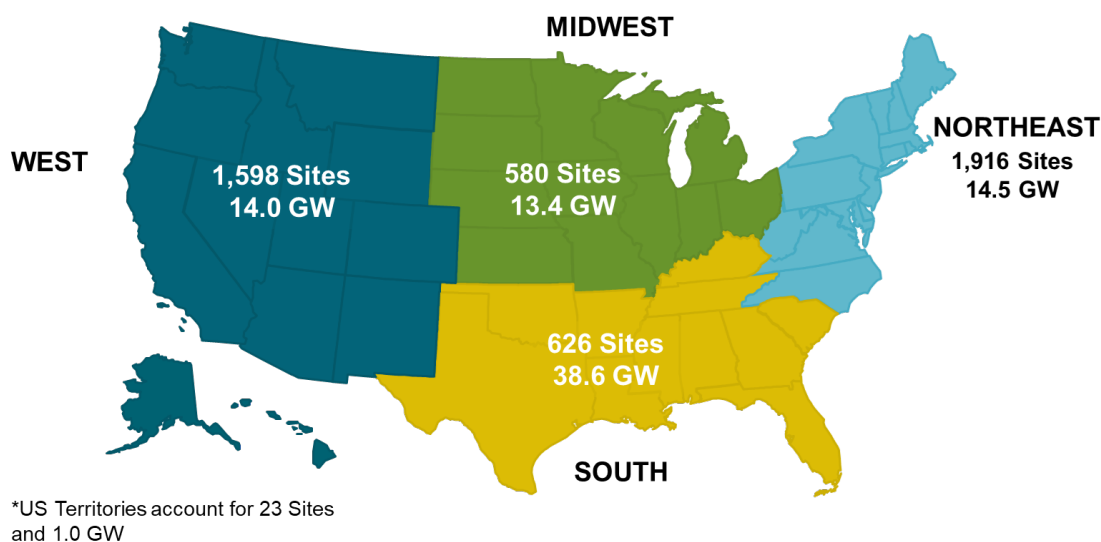 MIDWEST
NORTHEAST
1,916 Sites
14.5 GW
WEST
1,598 Sites
14.0 GW
580 Sites
13.4 GW
626 Sites
38.6 GW
SOUTH
*US Territories account for 23 Sites
and 1.0 GW